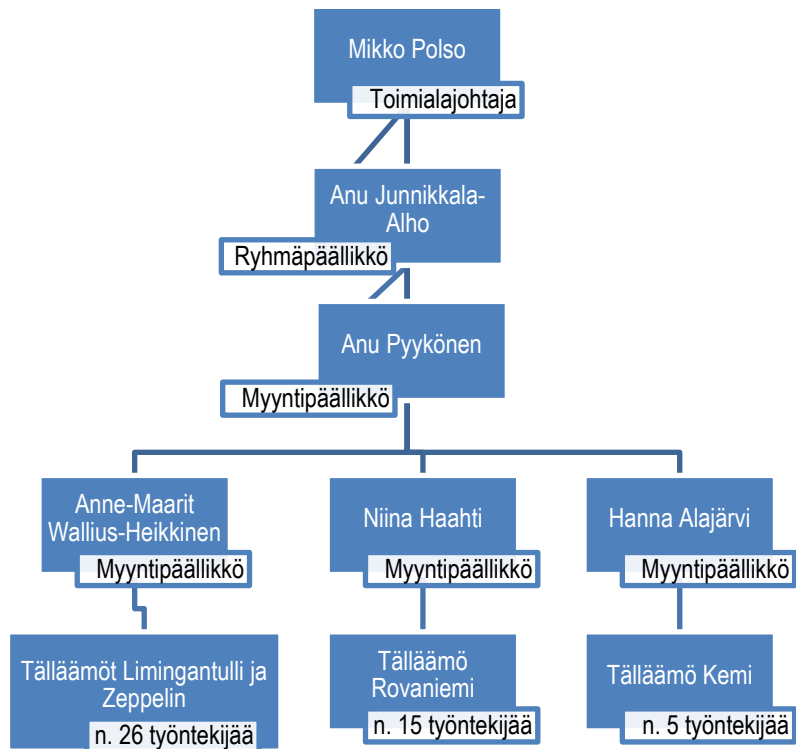 Mikko Polso
Toimialajohtaja
Anu Junnikkala-
Alho
Ryhmäpäällikkö
Anu Pyykönen
Myyntipäällikkö
Anne-Maarit
Wallius-Heikkinen
Myyntipäällikkö
Niina Haahti
Myyntipäällikkö
Hanna Alajärvi
Myyntipäällikkö
Tälläämöt Limingantulli ja
Zeppelin
n. 26 työntekijää
Tälläämö
Rovaniemi
n. 15 työntekijää
Tälläämö Kemi
n. 5 työntekijää